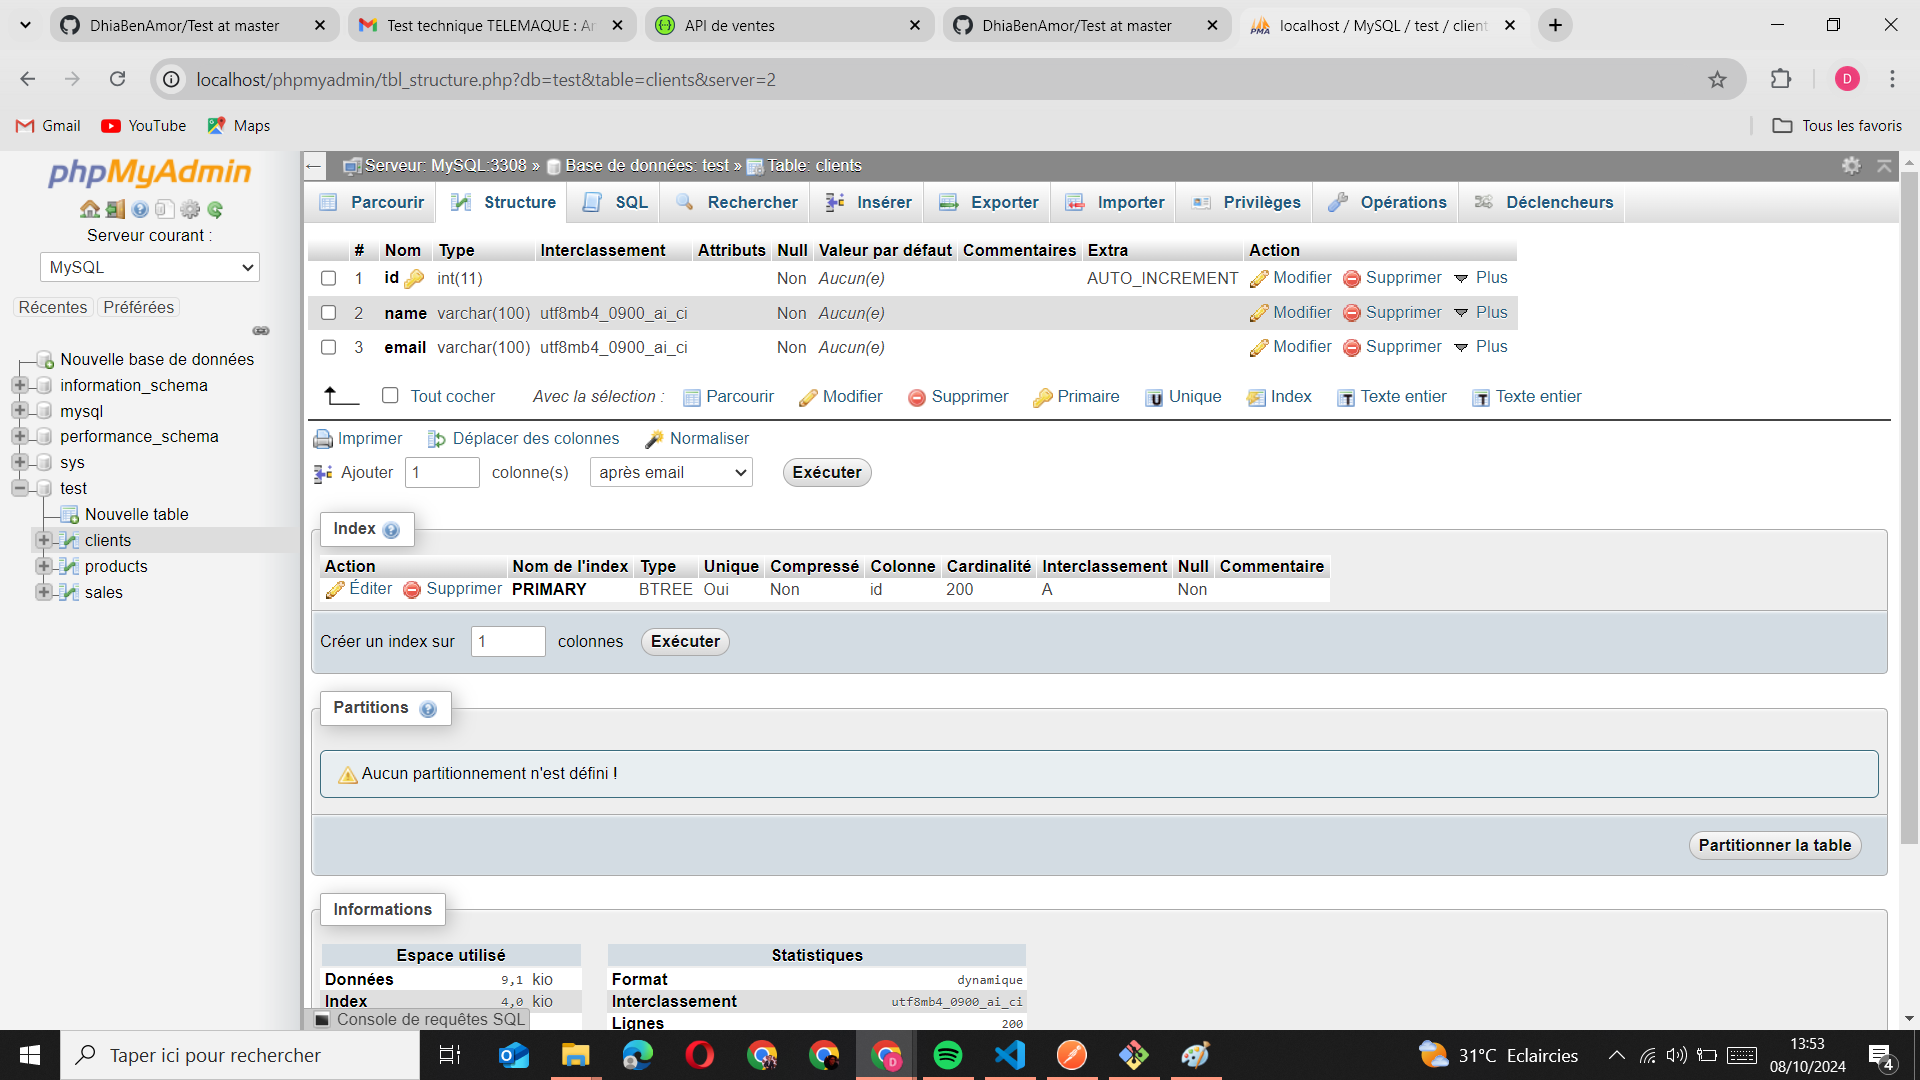 DhiaBenAmor/Test at master
Test technique TELEMAQUE : Ar
API de ventes
DhiaBenAmor/Test at master
localhost / MySQL / test / client
localhost/phpmyadmin/tbl_structure.php?db=test&table=clients&server=2
D
Gmail
YouTube
Maps
Tous les favoris
phpMyAdmin
Serveur courant :
MySQL
Récentes
Préférées
Nouvelle base de données
information_schema
mysql
performance_schema
sys
test
Nouvelle table
clients
products
sales
Serveur: MySQL:3308 » Base de données: test » Table: clients
Parcourir
Structure
SQL
Rechercher
Insérer
Exporter
Importer
Privilèges
Opérations
Déclencheurs
# Nom Type Interclassement Attributs Null Valeur par défaut Commentaires Extra Action
1 id int(11) Non Aucun(e) AUTO_INCREMENT Modifier Supprimer Plus
2 name varchar(100) utf8mb4_0900_ai_ci Non Aucun(e) Modifier Supprimer Plus
3 email varchar(100) utf8mb4_0900_ai_ci Non Aucun(e) Modifier Supprimer Plus
Tout cocher Avec la sélection : Parcourir Modifier Supprimer Primaire Unique Index Texte entier Texte entier
Imprimer Déplacer des colonnes Normaliser
Ajouter 1 colonne(s) après email Exécuter
Index
Action Nom de l'index Type Unique Compressé Colonne Cardinalité Interclassement Null Commentaire
Éditer Supprimer PRIMARY BTREE Oui Non id 200 A Non
Créer un index sur 1 colonnes Exécuter
Partitions
Aucun partitionnement n'est défini !
Partitionner la table
Informations
Espace utilisé
Données 9,1 kio
Index 4,0 kio
Statistiques
Format dynamique
Interclassement utf8mb4_0900_ai_ci
Lignes 200
Console de requêtes SQL
Taper ici pour rechercher
31°C Eclaircies
13:53
08/10/2024
4